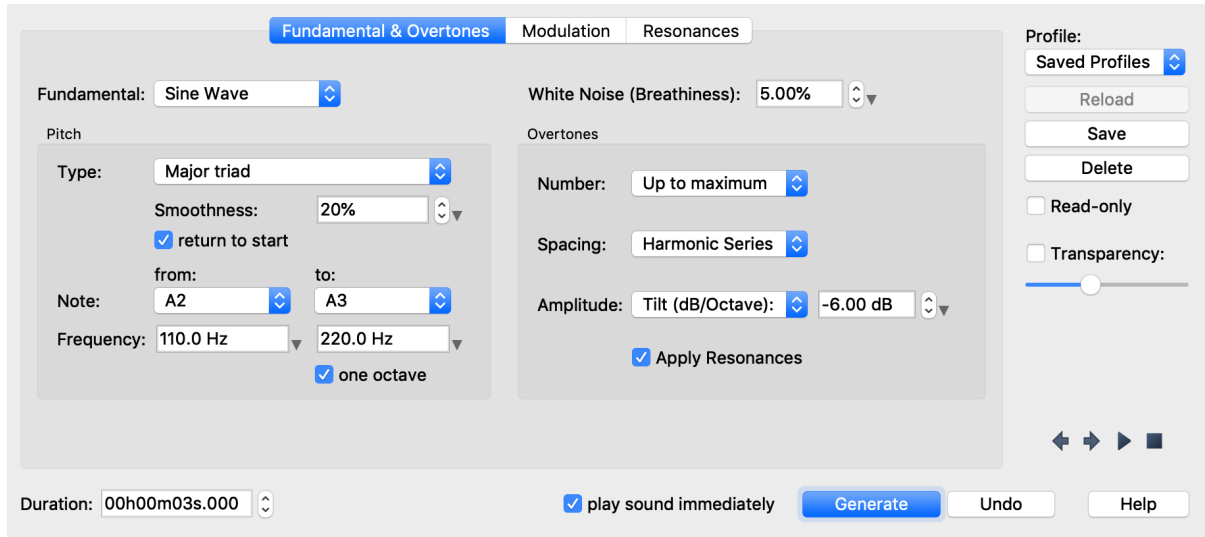 Fundamental & Overtones Modulation Resonances
Profile:
Saved Profiles
Fundamental: Sine Wave
White Noise (Breathiness): 5.00%
Reload
Save
Delete
Read-only
Transparency:
Pitch
Type: Major triad
Smoothness: 20%
return to start
from: to:
Note: A2 A3
Frequency: 110.0 Hz 220.0 Hz
one octave
Overtones
Number: Up to maximum
Spacing: Harmonic Series
Amplitude: Tilt (dB/Octave): -6.00 dB
Apply Resonances
Duration: 00h00m03s.000
play sound immediately
Generate Undo Help